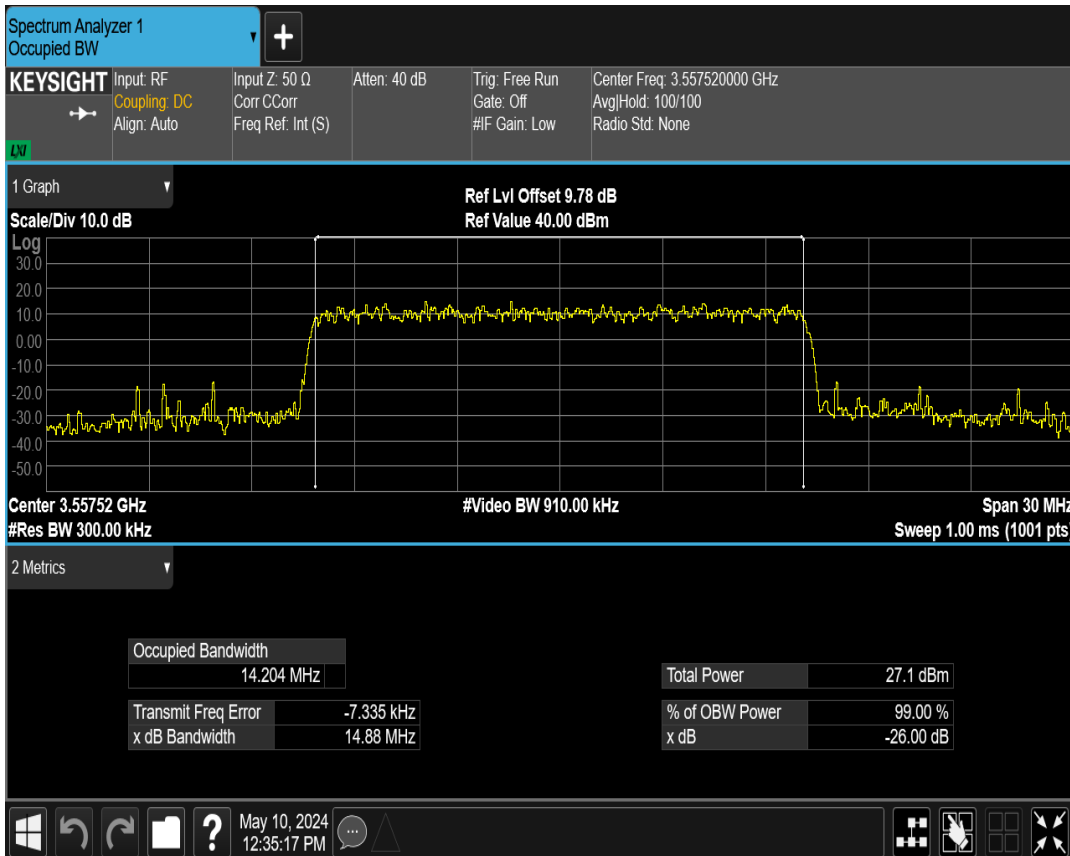 Spectrum Analyzer 1
Occupied BW
+
KEYSIGHT
LXI
Input: RF
Coupling: DC
Align: Auto
Input Z: 50 Ω
Corr CCorr
Freq Ref: Int (S)
Atten: 40 dB
Trig: Free Run
Gate: Off
#IF Gain: Low
Center Freq: 3.557520000 GHz
Avg|Hold: 100/100
Radio Std: None
1 Graph
Scale/Div 10.0 dB
Ref Lvl Offset 9.78 dB
Ref Value 40.00 dBm
Log
30.0
20.0
10.0
0.00
-10.0
-20.0
-30.0
-40.0
-50.0
Center 3.55752 GHz
#Res BW 300.00 kHz
#Video BW 910.00 kHz
Span 30 MHz
Sweep 1.00 ms (1001 pts)
2 Metrics
Occupied Bandwidth
14.204 MHz
Transmit Freq Error -7.335 kHz
x dB Bandwidth 14.88 MHz
Total Power 27.1 dBm
% of OBW Power 99.00 %
x dB -26.00 dB
?
May 10, 2024
12:35:17 PM